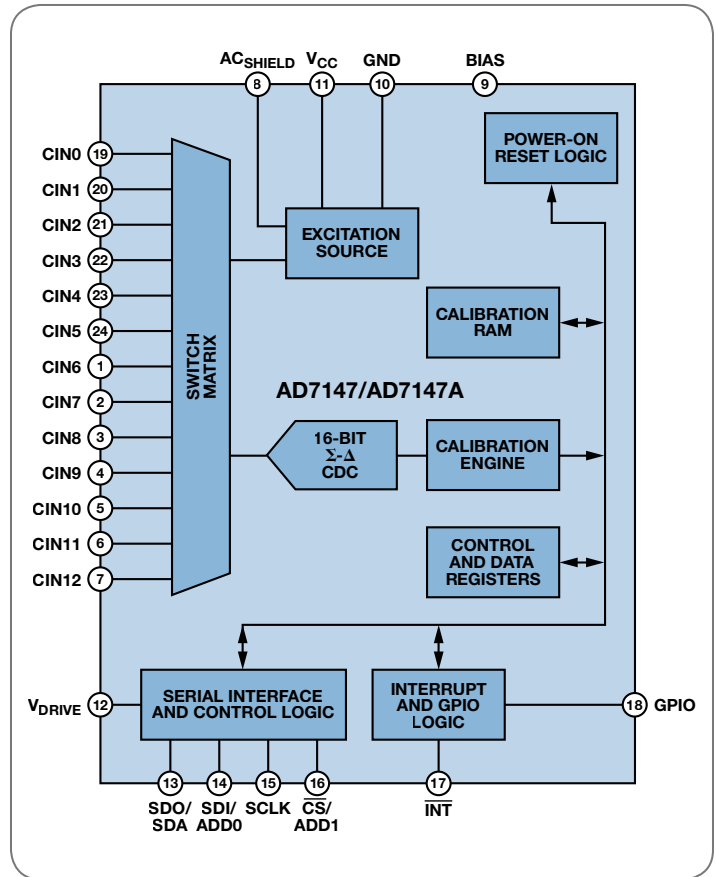 AC SHIELD VCC GND BIAS
8 11 10 9
POWER-ON
RESET LOGIC
CIN0 19
CIN1 20
CIN2 21
CIN3 22
CIN4 23
CIN5 24
CIN6 1
CIN7 2
CIN8 3
CIN9 4
CIN10 5
CIN11 6
CIN12 7
SWITCH
MATRIX
EXCITATION
SOURCE
CALIBRATION
RAM
AD7147/AD7147A
16-BIT
Σ-Δ
CDC
CALIBRATION
ENGINE
CONTROL
AND DATA
REGISTERS
VDRIVE 12
SERIAL INTERFACE
AND CONTROL LOGIC
INTERRUPT
AND GPIO
LOGIC
18 GPIO
13 14 15 16 17
SDO/
SDA
SDI/
ADD0
SCLK
CS/
ADD1
INT